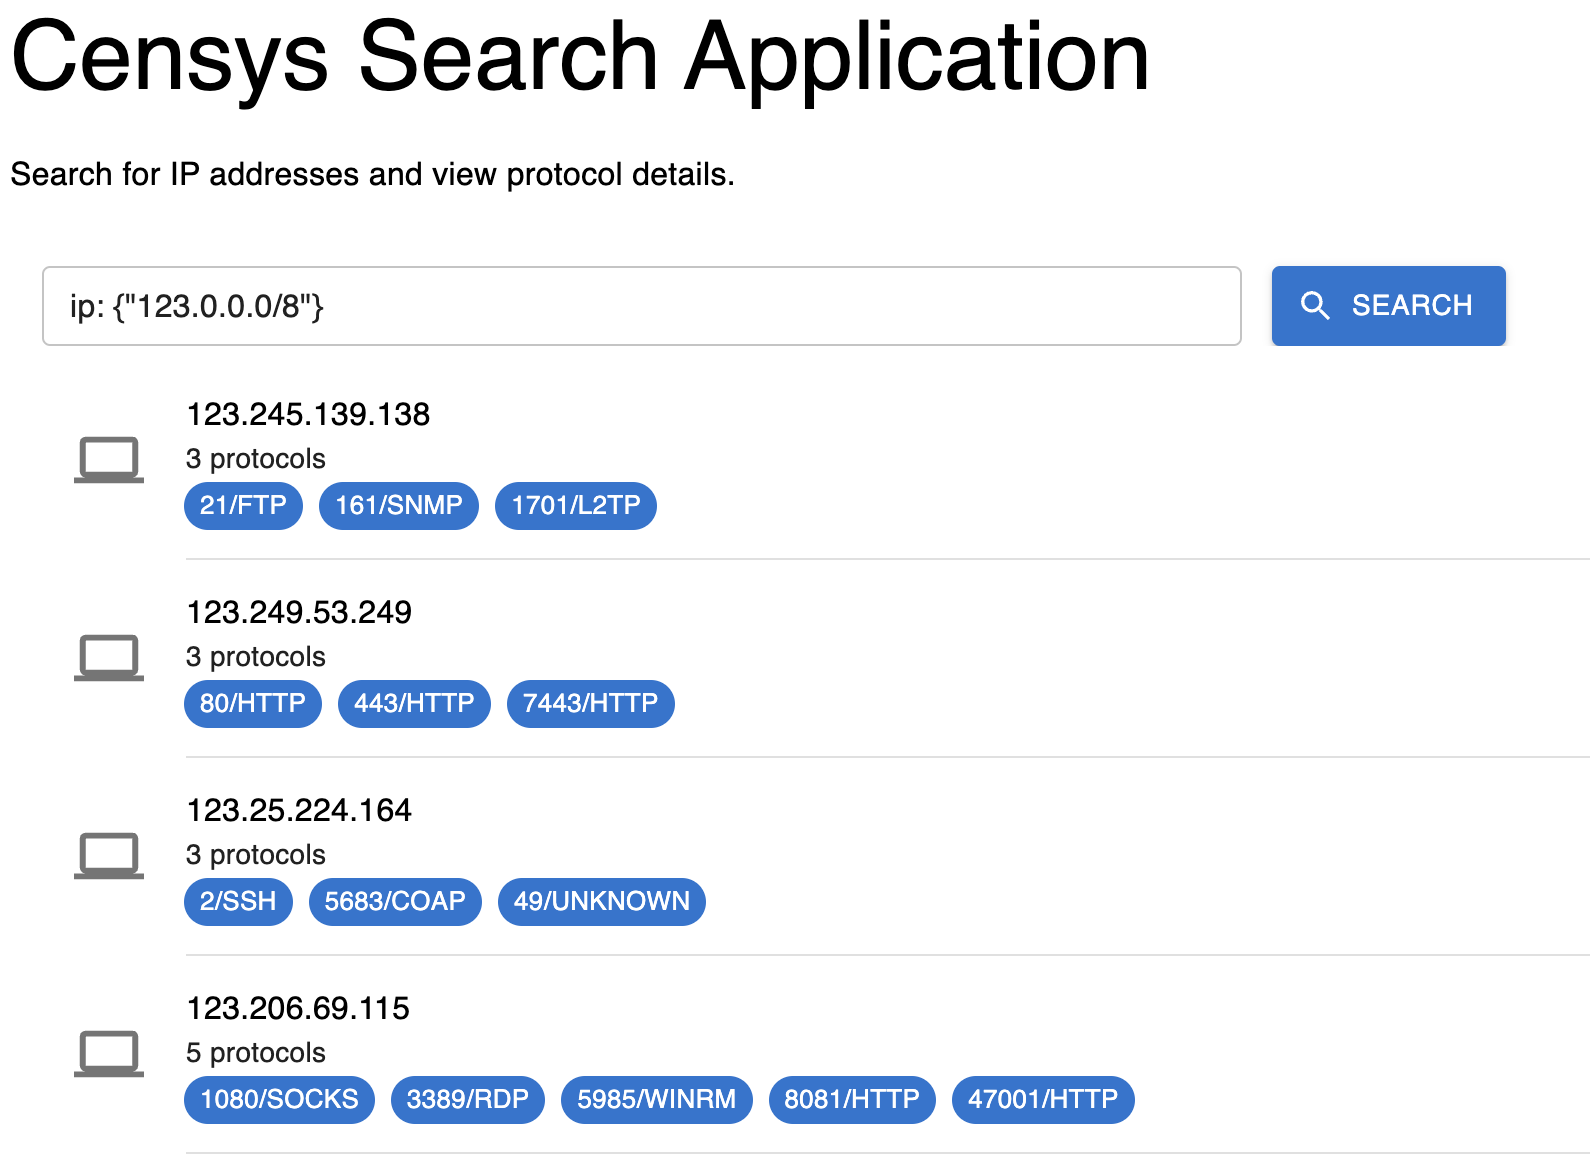 Censys Search Application
Search for IP addresses and view protocol details.
ip: {"123.0.0.0/8"} SEARCH
123.245.139.138
3 protocols
21/FTP 161/SNMP 1701/L2TP
123.249.53.249
3 protocols
80/HTTP 443/HTTP 7443/HTTP
123.25.224.164
3 protocols
2/SSH 5683/COAP 49/UNKNOWN
123.206.69.115
5 protocols
1080/SOCKS 3389/RDP 5985/WINRM 8081/HTTP 47001/HTTP